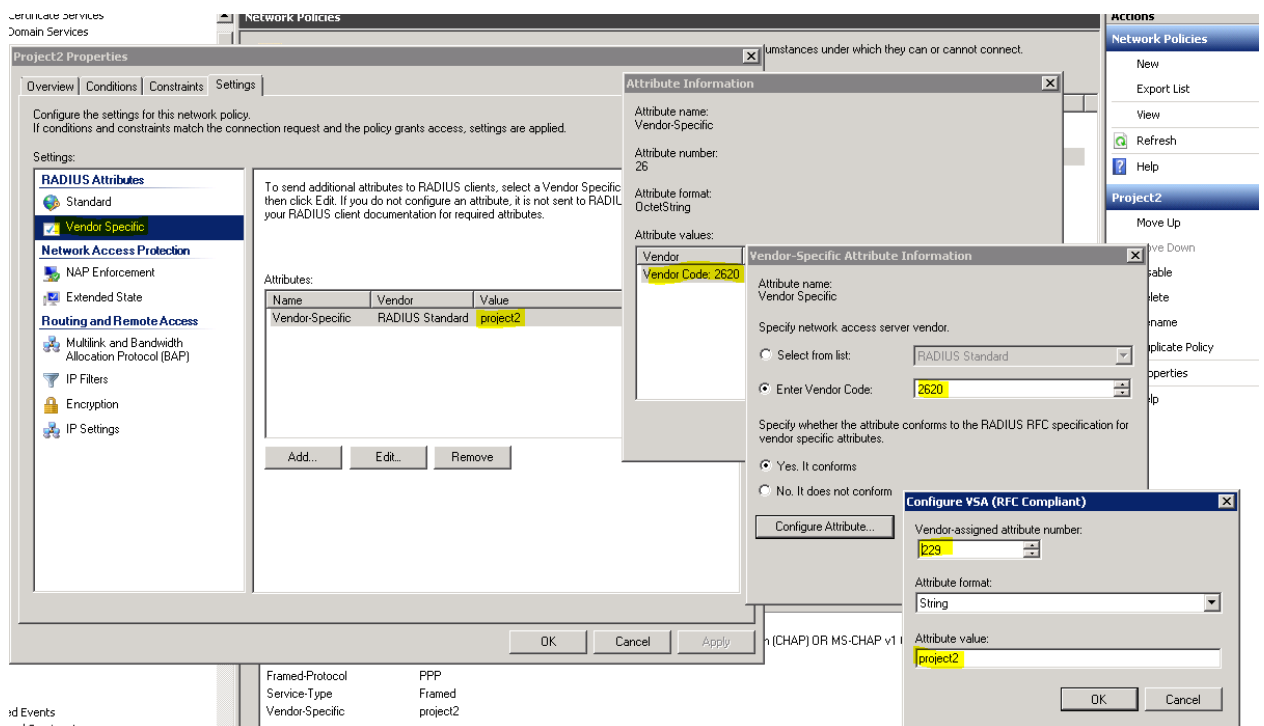 Certificate Services
Domain Services
Network Policies
Actions
Network Policies
New
Export List
View
Refresh
Help
Project2
Move Up
Move Down
properties
umstances under which they can or cannot connect.
Project2 Properties
Overview
Conditions
Constraints
Settings
Configure the settings for this network policy.
If conditions and constraints match the connection request and the policy grants access, settings are applied.
Settings:
RADIUS Attributes
Standard
Vendor Specific
Network Access Protection
NAP Enforcement
Extended State
Routing and Remote Access
Multilink and Bandwidth
Allocation Protocol (BAP)
IP Filters
Encryption
IP Settings
To send additional attributes to RADIUS clients, select a Vendor Specific
then click Edit. If you do not configure an attribute, it is not sent to RADIU
your RADIUS client documentation for required attributes.
Attributes:
Name Vendor Value
Vendor-Specific RADIUS Standard project2
Add... Edit... Remove
OK Cancel Apply
Attribute Information
Attribute name:
Vendor-Specific
Attribute number:
26
Attribute format:
OctetString
Attribute values:
Vendor
Vendor Code: 2620
Vendor-Specific Attribute Information
Attribute name:
Vendor Specific
Specify network access server vendor.
Select from list: RADIUS Standard
Enter Vendor Code: 2620
Specify whether the attribute conforms to the RADIUS RFC specification for
vendor specific attributes.
Yes. It conforms
No. It does not conform
Configure Attribute...
Configure VSA (RFC Compliant)
Vendor-assigned attribute number:
229
Attribute format:
String
Attribute value:
project2
OK Cancel
(CHAP) OR MS-CHAP v1
Framed-Protocol PPP
Service-Type Framed
Vendor-Specific project2
ed Events